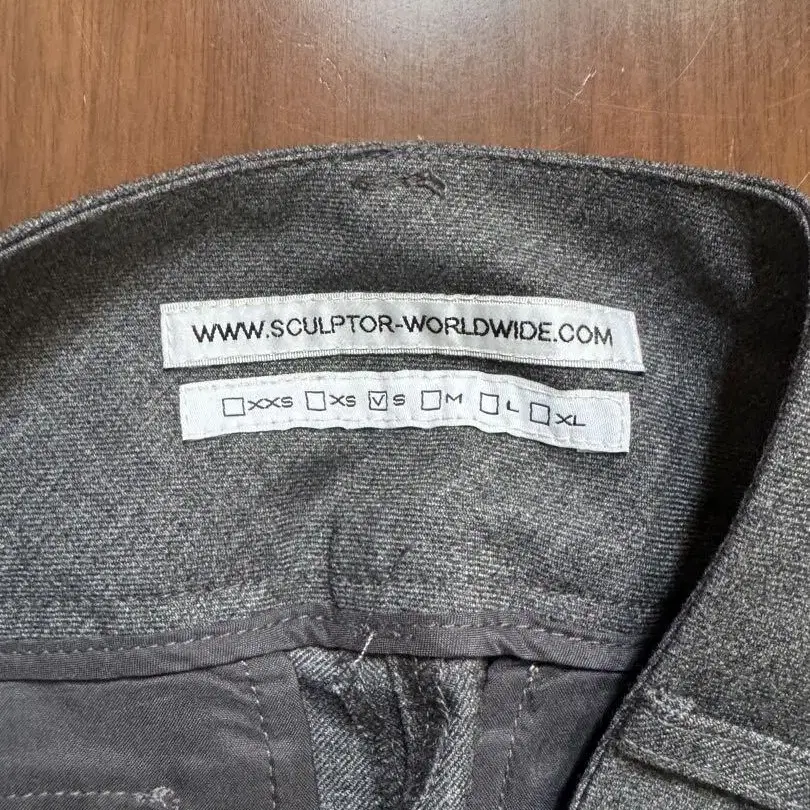 WWW.SCULPTOR-WORLDWIDE.COM
☐XXS ☐XS ☑S ☐M ☐L ☐XL